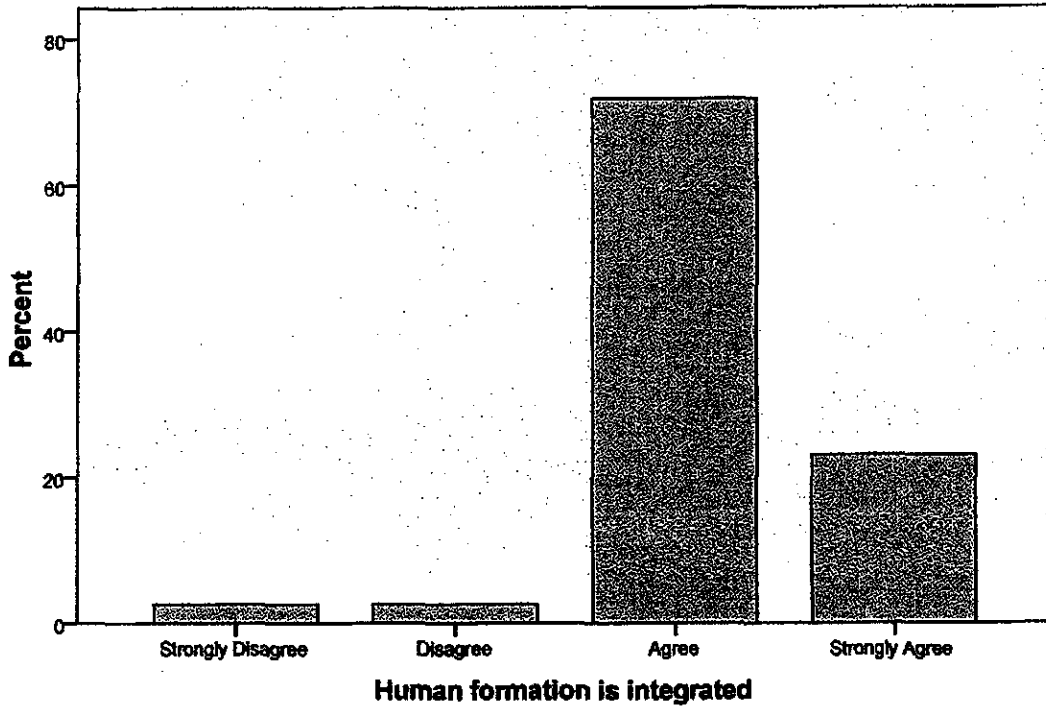 80
60
40
20
0
Percent
Strongly Disagree
Disagree
Agree
Strongly Agree
Human formation is integrated